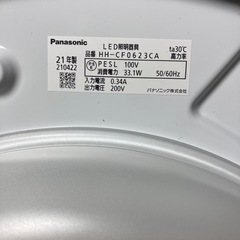 Panasonic
LED照明器具 ta30℃
品番 HH-CF0623CA 高力率
21年製
210422
PESL 100V
消費電力 33.1W 50/60Hz
入力電流 0.34A
出力電圧 200V
パナソニック株式会社